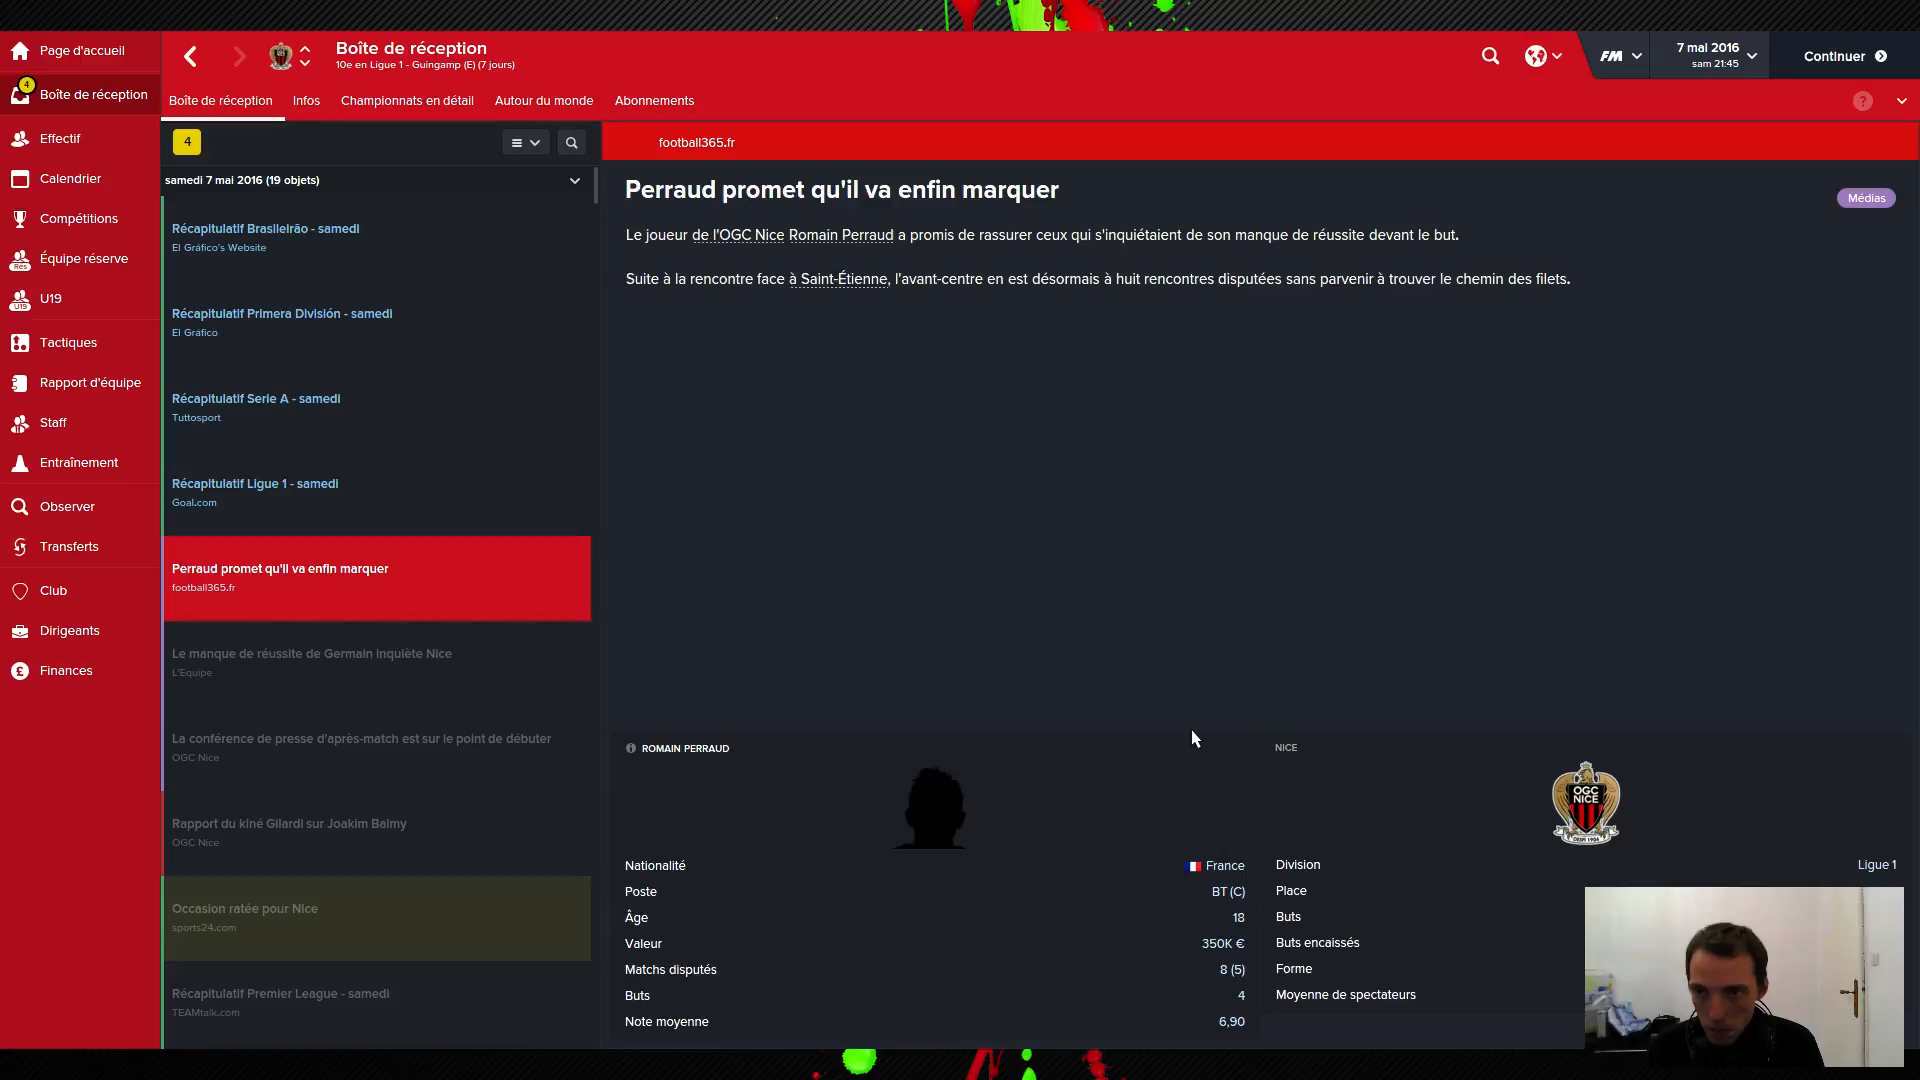 Page d'accueil
4
Boîte de réception
Effectif
Calendrier
Compétitions
Rés
Équipe réserve
U19
U19
Tactiques
Rapport d'équipe
Staff
Entraînement
Observer
Transferts
Club
Dirigeants
£
Finances
Boîte de réception
10e en Ligue 1 - Guingamp (E) (7 jours)
FM
7 mai 2016
sam 21:45
Continuer
Boîte de réception
Infos
Championnats en détail
Autour du monde
Abonnements
?
4
samedi 7 mai 2016 (19 objets)
Récapitulatif Brasileirão - samedi
El Gráfico's Website
Récapitulatif Primera División - samedi
El Gráfico
Récapitulatif Serie A - samedi
Tuttosport
Récapitulatif Ligue 1 - samedi
Goal.com
Perraud promet qu'il va enfin marquer
football365.fr
Le manque de réussite de Germain inquiète Nice
L'Equipe
La conférence de presse d'après-match est sur le point de débuter
OGC Nice
Rapport du kiné Gilardi sur Joakim Balmy
OGC Nice
Occasion ratée pour Nice
sports24.com
Récapitulatif Premier League - samedi
TEAMtalk.com
football365.fr
Perraud promet qu'il va enfin marquer
Médias
Le joueur de l'OGC Nice Romain Perraud a promis de rassurer ceux qui s'inquiétaient de son manque de réussite devant le but.
Suite à la rencontre face à Saint-Étienne, l'avant-centre en est désormais à huit rencontres disputées sans parvenir à trouver le chemin des filets.
ROMAIN PERRAUD
Nationalité France
Poste BT (C)
Âge 18
Valeur 350K €
Matchs disputés 8 (5)
Buts 4
Note moyenne 6,90
NICE
OGC
NICE
Division Ligue 1
Place
Buts
Buts encaissés
Forme
Moyenne de spectateurs